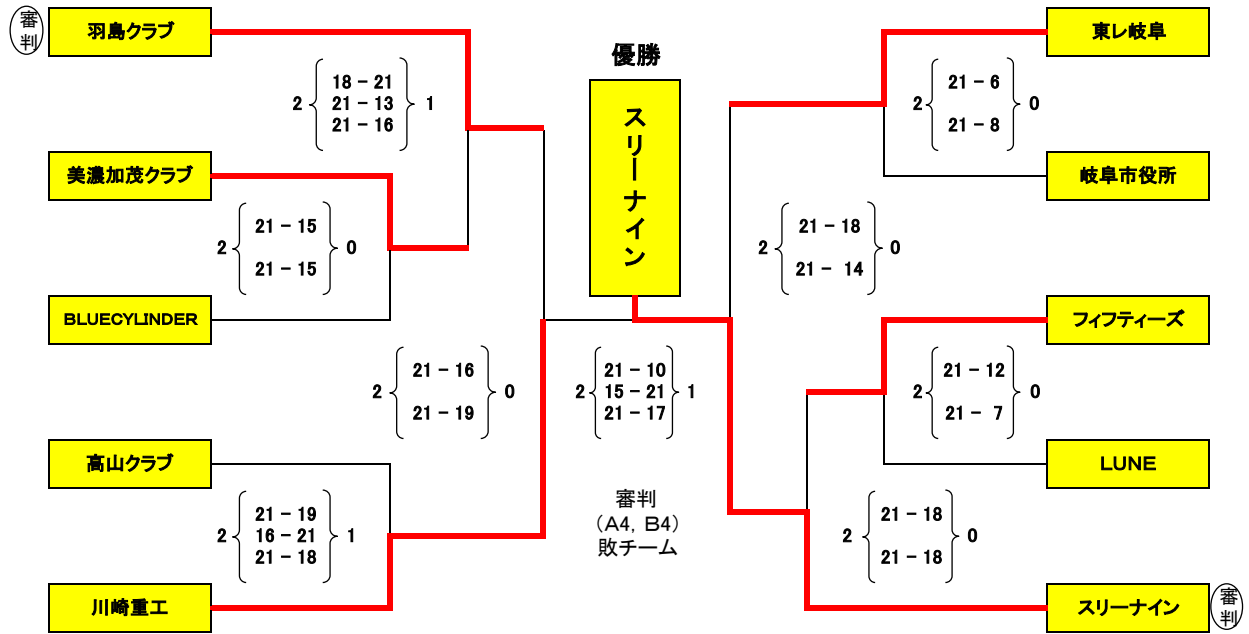 審判
羽島クラブ
18 − 21
2 21 − 13 1
21 − 16
美濃加茂クラブ
21 − 15
2 0
21 − 15
BLUECYLINDER
21 − 16
2 0
21 − 19
高山クラブ
21 − 19
2 16 − 21 1
21 − 18
川崎重工
優勝
スリーナイン
21 − 10
2 15 − 21 1
21 − 17
審判
（A4，B4）
敗チーム
東レ岐阜
21 − 6
2 0
21 − 8
岐阜市役所
21 − 18
2 0
21 − 14
フィフティーズ
21 − 12
2 0
21 − 7
LUNE
21 − 18
2 0
21 − 18
スリーナイン
審判